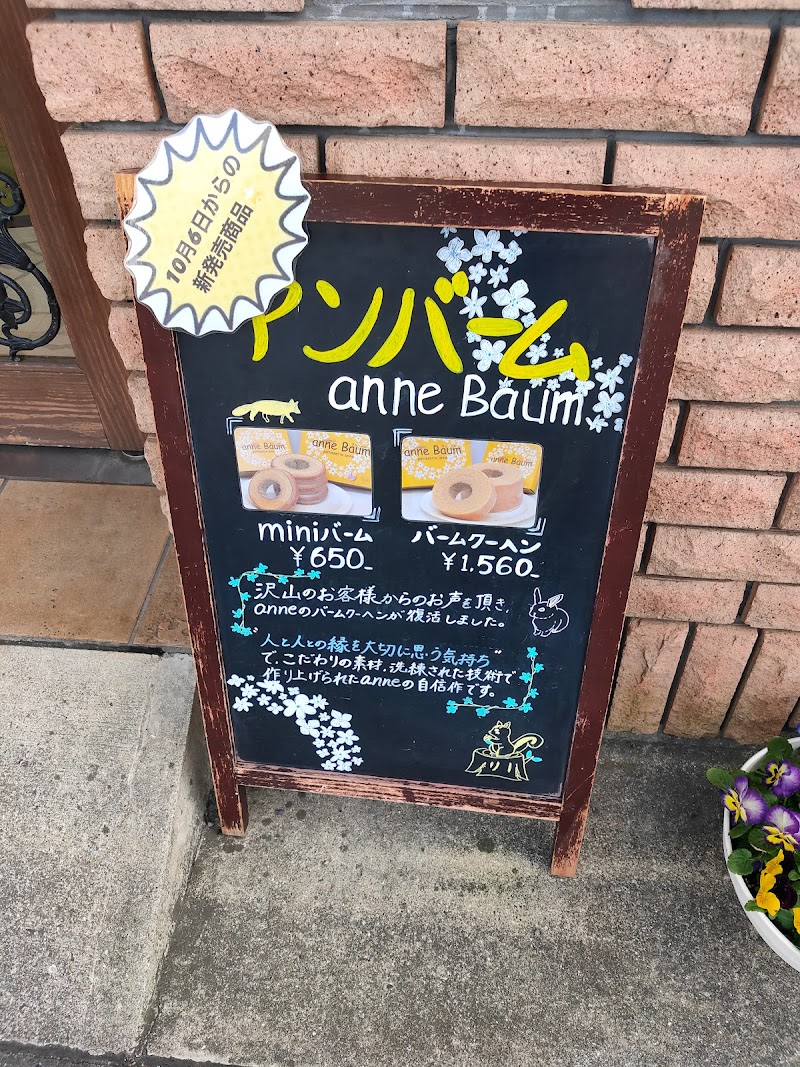 10月6日からの
新発売商品
アンバーム
anne Baum
anne Baum
anne Baum
anne Baum
anne Baum
miniバーム
¥650_
バームクーヘン
¥1.560_
沢山のお客様からのお声を頂き、
anneのバームクーヘンが復活しました。
"人と人との縁を大切に思う気持ち"
で、こだわりの素材、洗練された技術で
作り上げられたanneの自信作です。